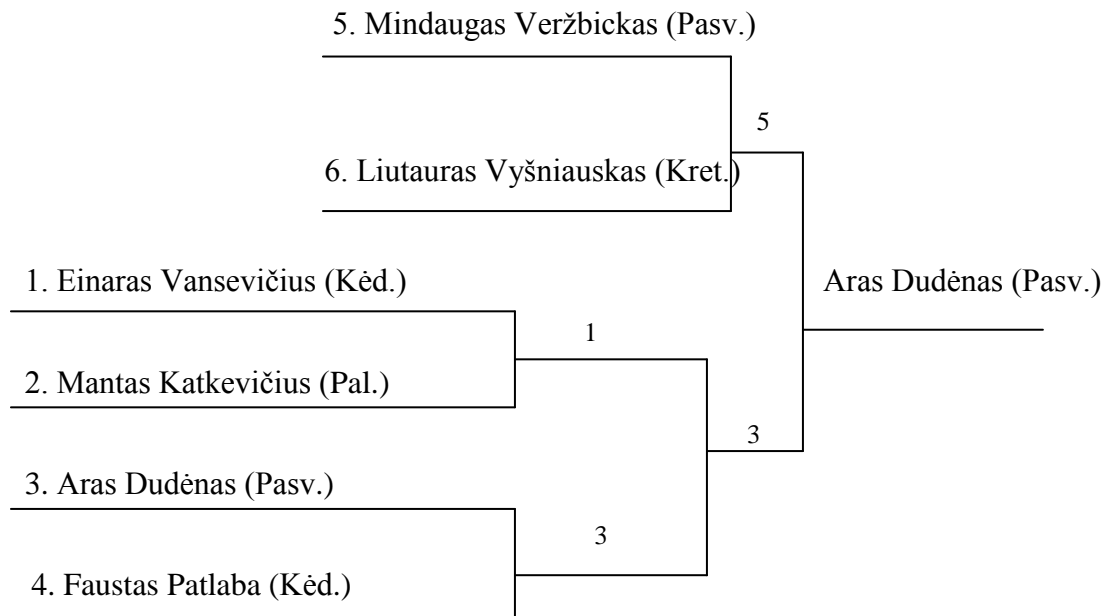 5. Mindaugas Veržbickas (Pasv.)
5
6. Liutauras Vyšniauskas (Kret.)
1. Einaras Vansevičius (Kėd.)
Aras Dudėnas (Pasv.)
1
2. Mantas Katkevičius (Pal.)
3
3. Aras Dudėnas (Pasv.)
3
4. Faustas Patlaba (Kėd.)